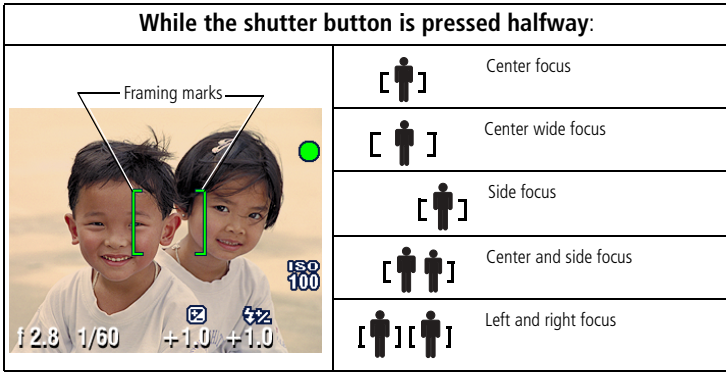 While the shutter button is pressed halfway:
Framing marks
ISO
100
f 2.8 1/60 +1.0 +1.0
Center focus
Center wide focus
Side focus
Center and side focus
Left and right focus